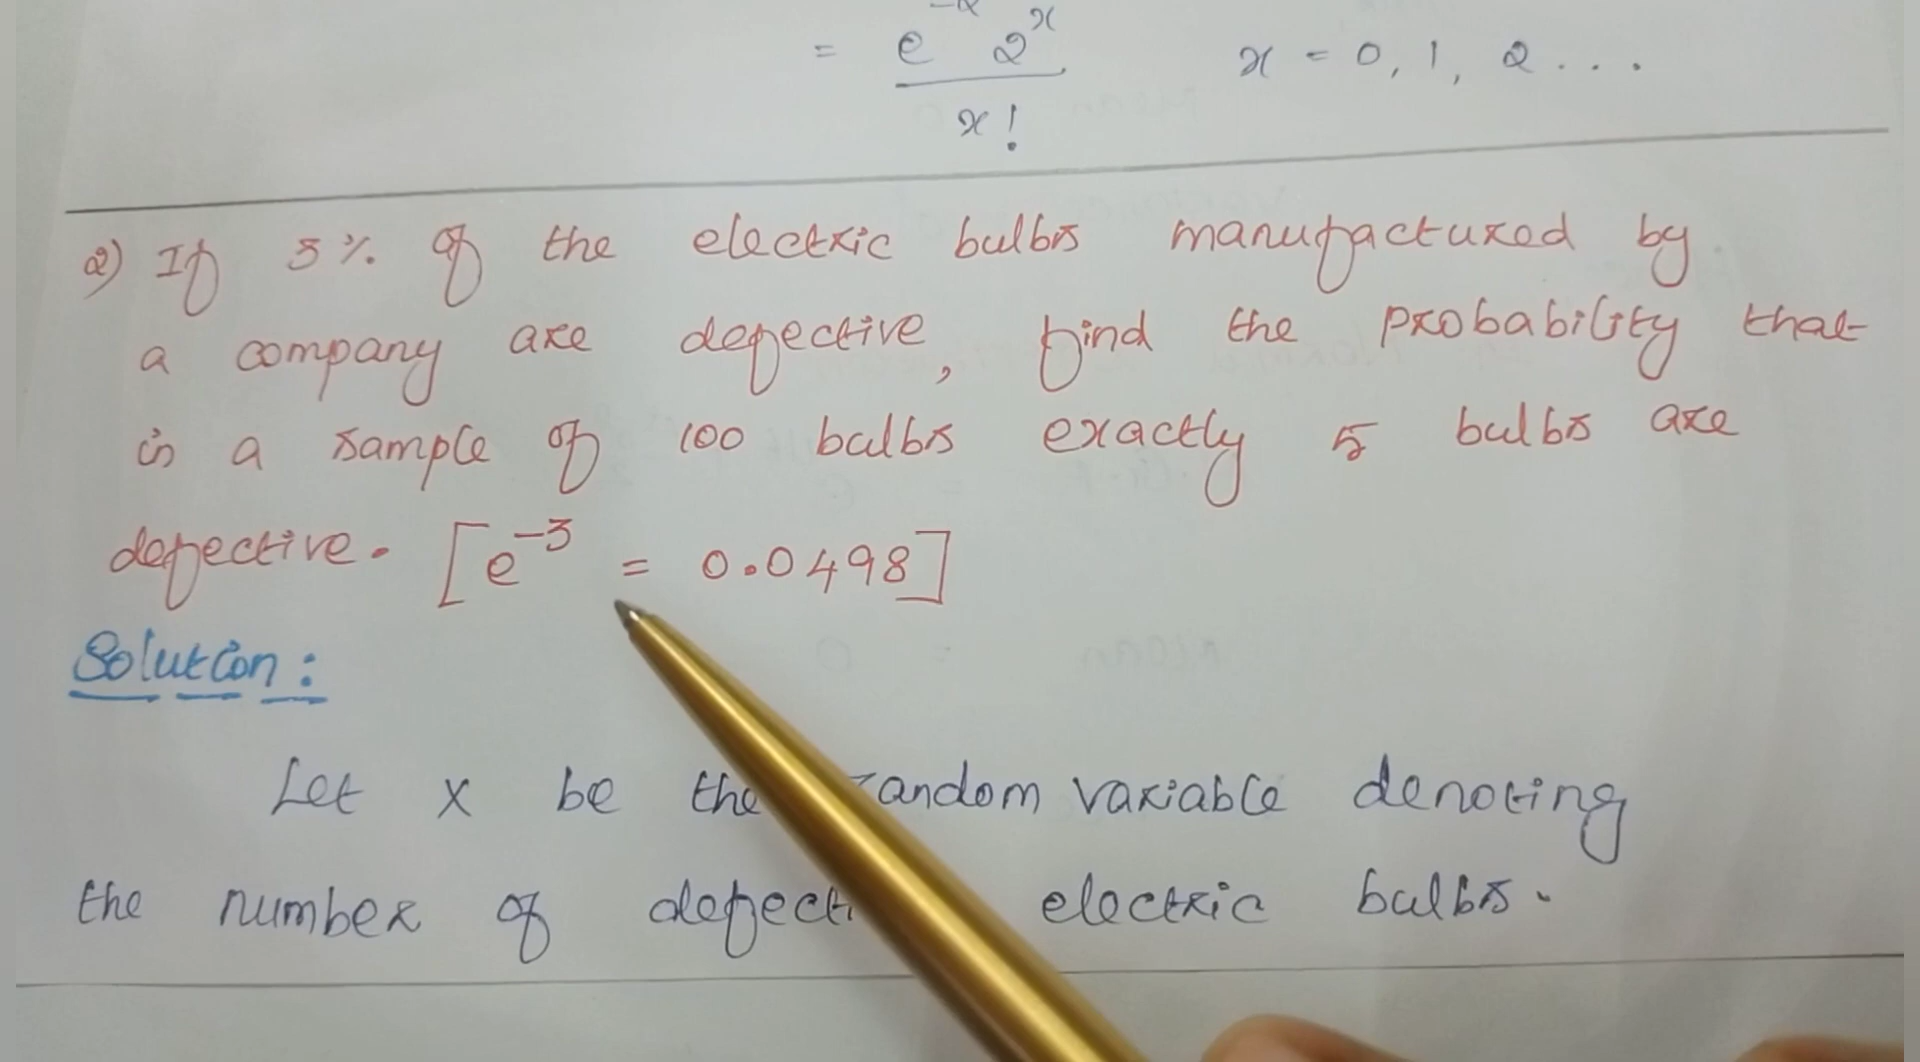 = e^-2 2^x / x!    x = 0, 1, 2 . . .
2) If 3% of the electric bulbs manufactured by
a company are defective, find the probability that
in a sample of 100 bulbs exactly 5 bulbs are
defective. [e^-3 = 0.0498]
Solution :
Let x be the random variable denoting
the number of electric bulbs.